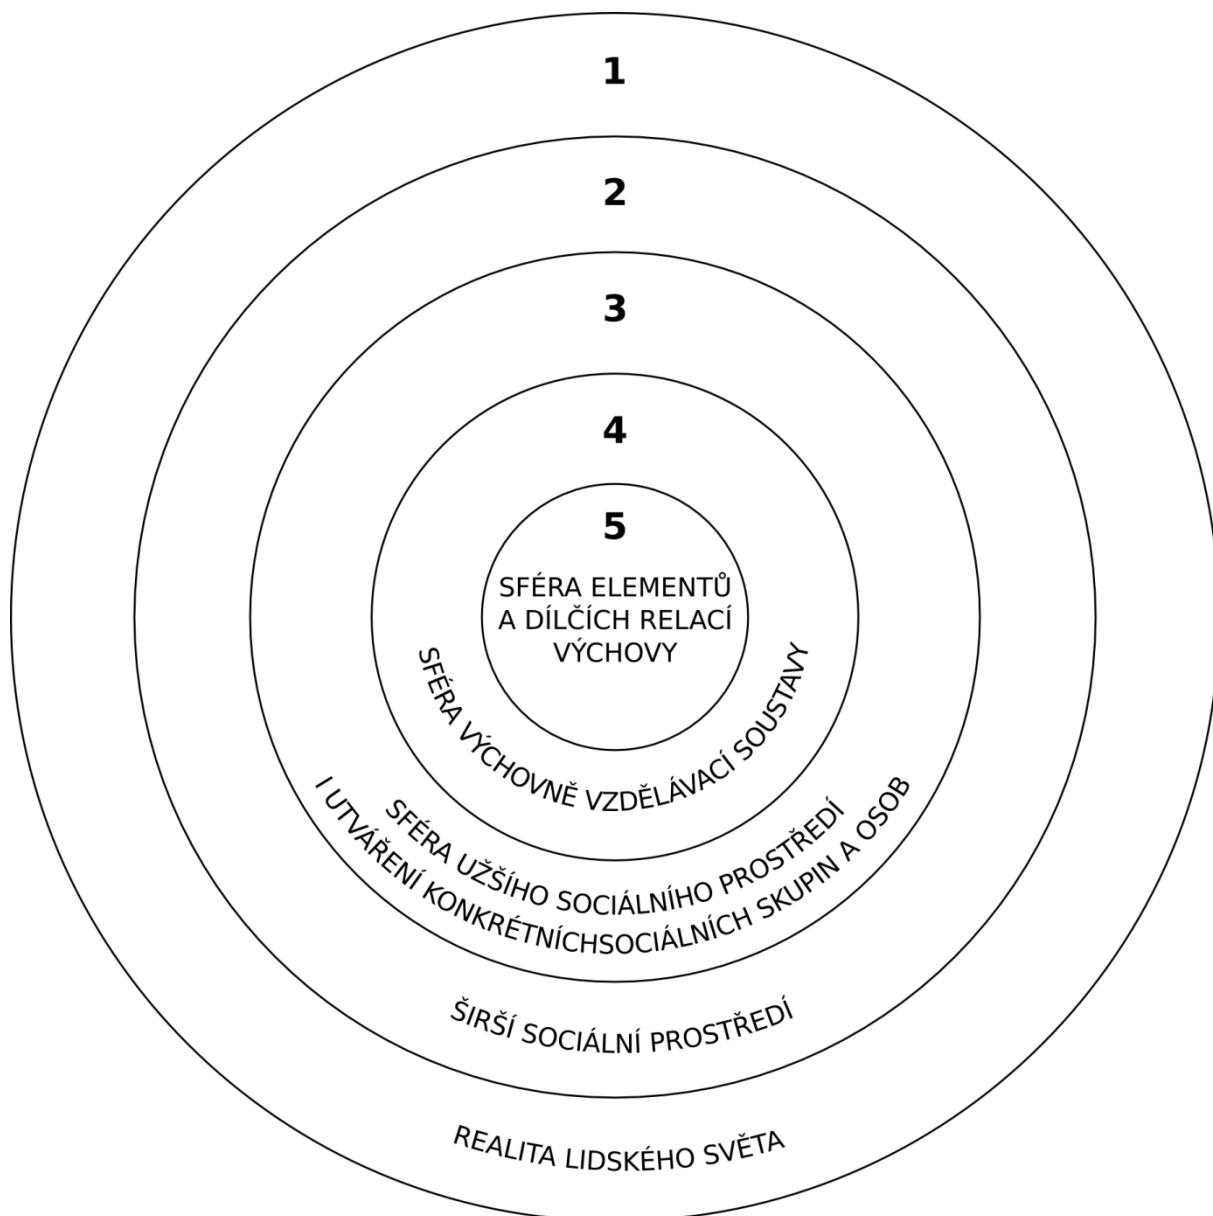 1
2
3
4
5
SFÉRA ELEMENTŮ
A DÍLČÍCH RELACÍ
VÝCHOVY
SFÉRA VÝCHOVNĚ VZDĚLÁVACÍ SOUSTAVY
SFÉRA UŽŠÍHO SOCIÁLNÍHO PROSTŘEDÍ
I UTVÁŘENÍ KONKRÉTNÍCHSOCIÁLNÍCH SKUPIN A OSOB
ŠIRŠÍ SOCIÁLNÍ PROSTŘEDÍ
REALITA LIDSKÉHO SVĚTA